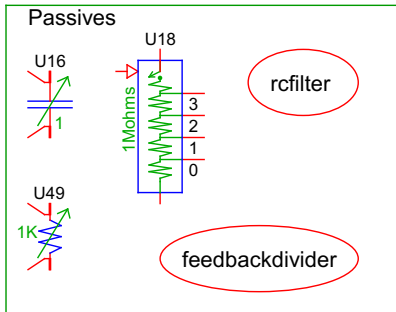 Passives
U16
U18
rcfilter
1
1Mohms
3
2
1
0
U49
1K
feedbackdivider